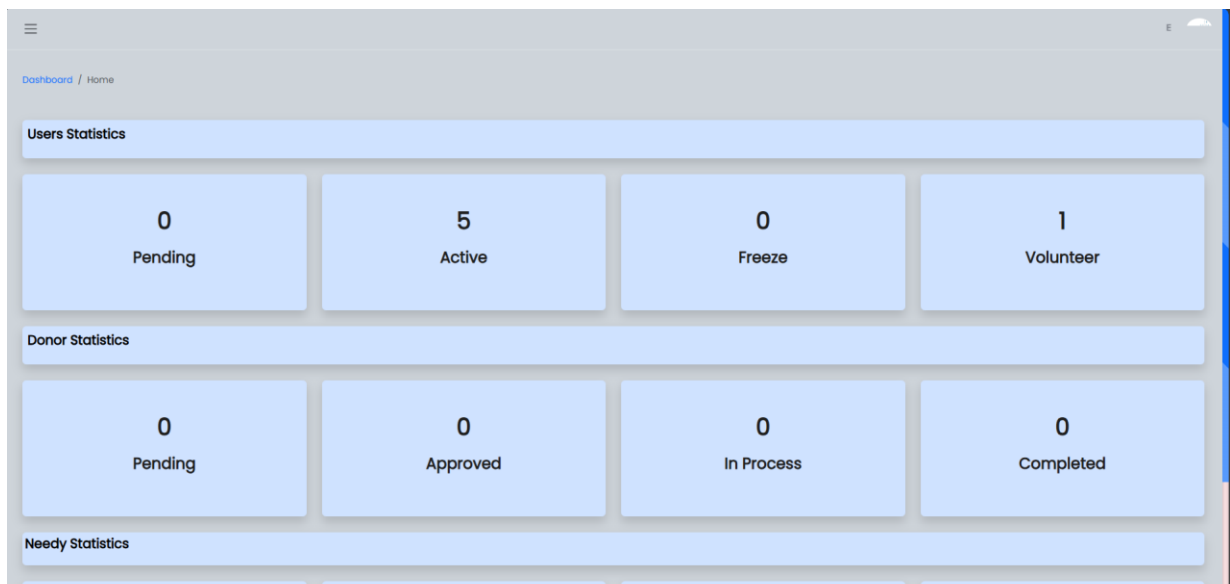 E
Dashboard / Home
Users Statistics
0 5 0 1
Pending Active Freeze Volunteer
Donor Statistics
0 0 0 0
Pending Approved In Process Completed
Needy Statistics